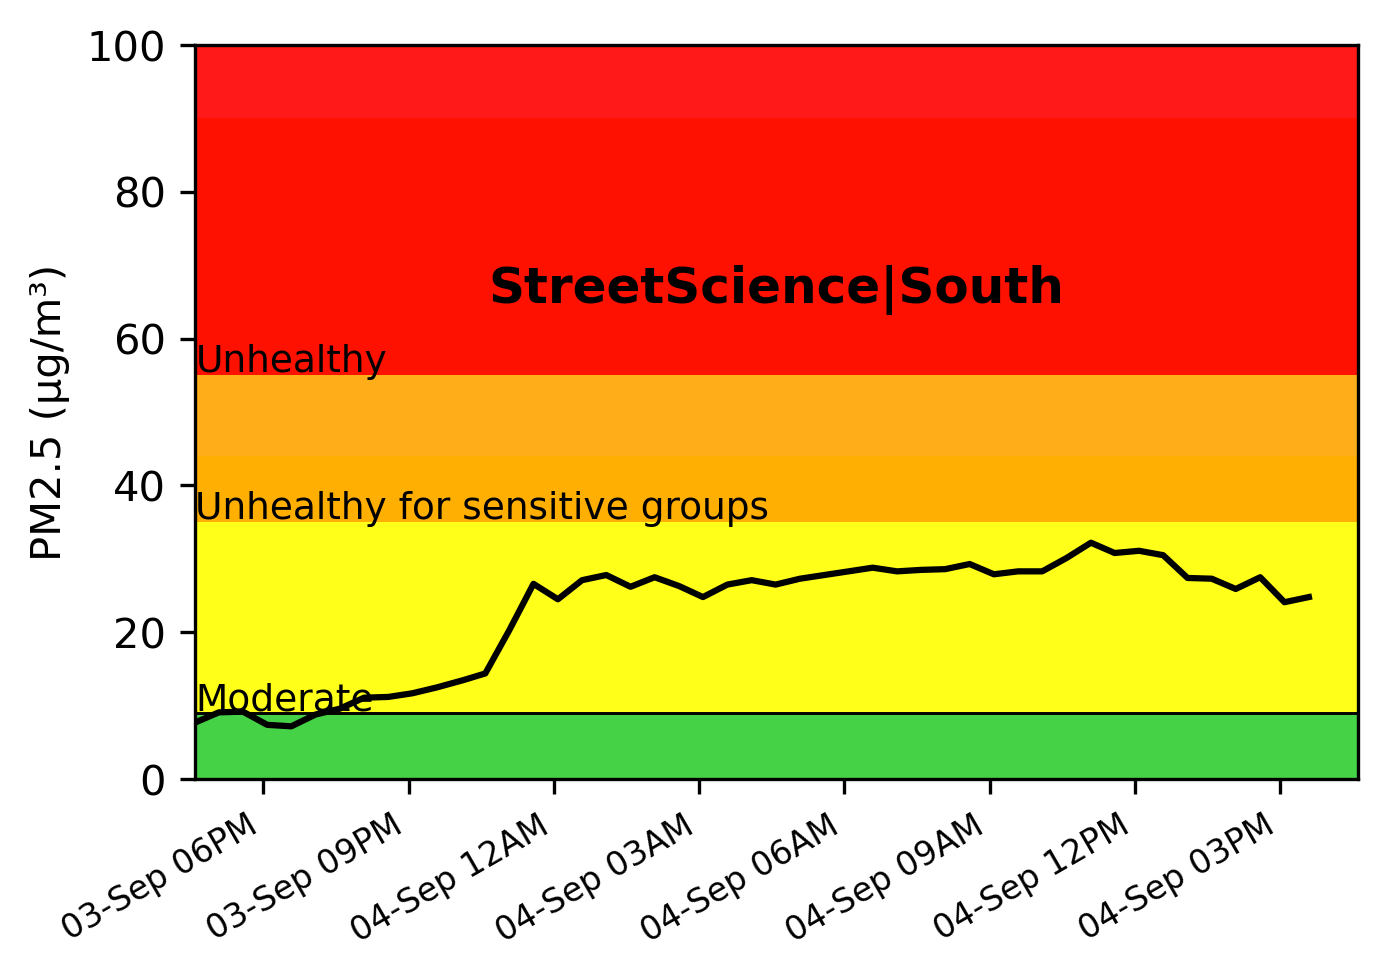 100
80
60
40
20
0
PM2.5 (µg/m³)
StreetScience|South
Unhealthy
Unhealthy for sensitive groups
Moderate
03-Sep 06PM
03-Sep 09PM
04-Sep 12AM
04-Sep 03AM
04-Sep 06AM
04-Sep 09AM
04-Sep 12PM
04-Sep 03PM